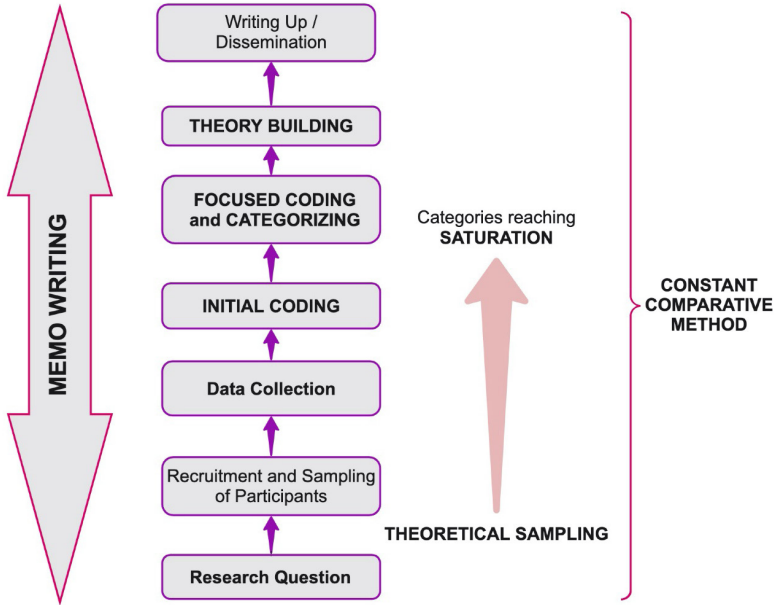 Writing Up /
Dissemination
THEORY BUILDING
FOCUSED CODING
and CATEGORIZING
INITIAL CODING
Data Collection
Recruitment and Sampling
of Participants
Research Question
MEMO WRITING
Categories reaching
SATURATION
THEORETICAL SAMPLING
CONSTANT
COMPARATIVE
METHOD